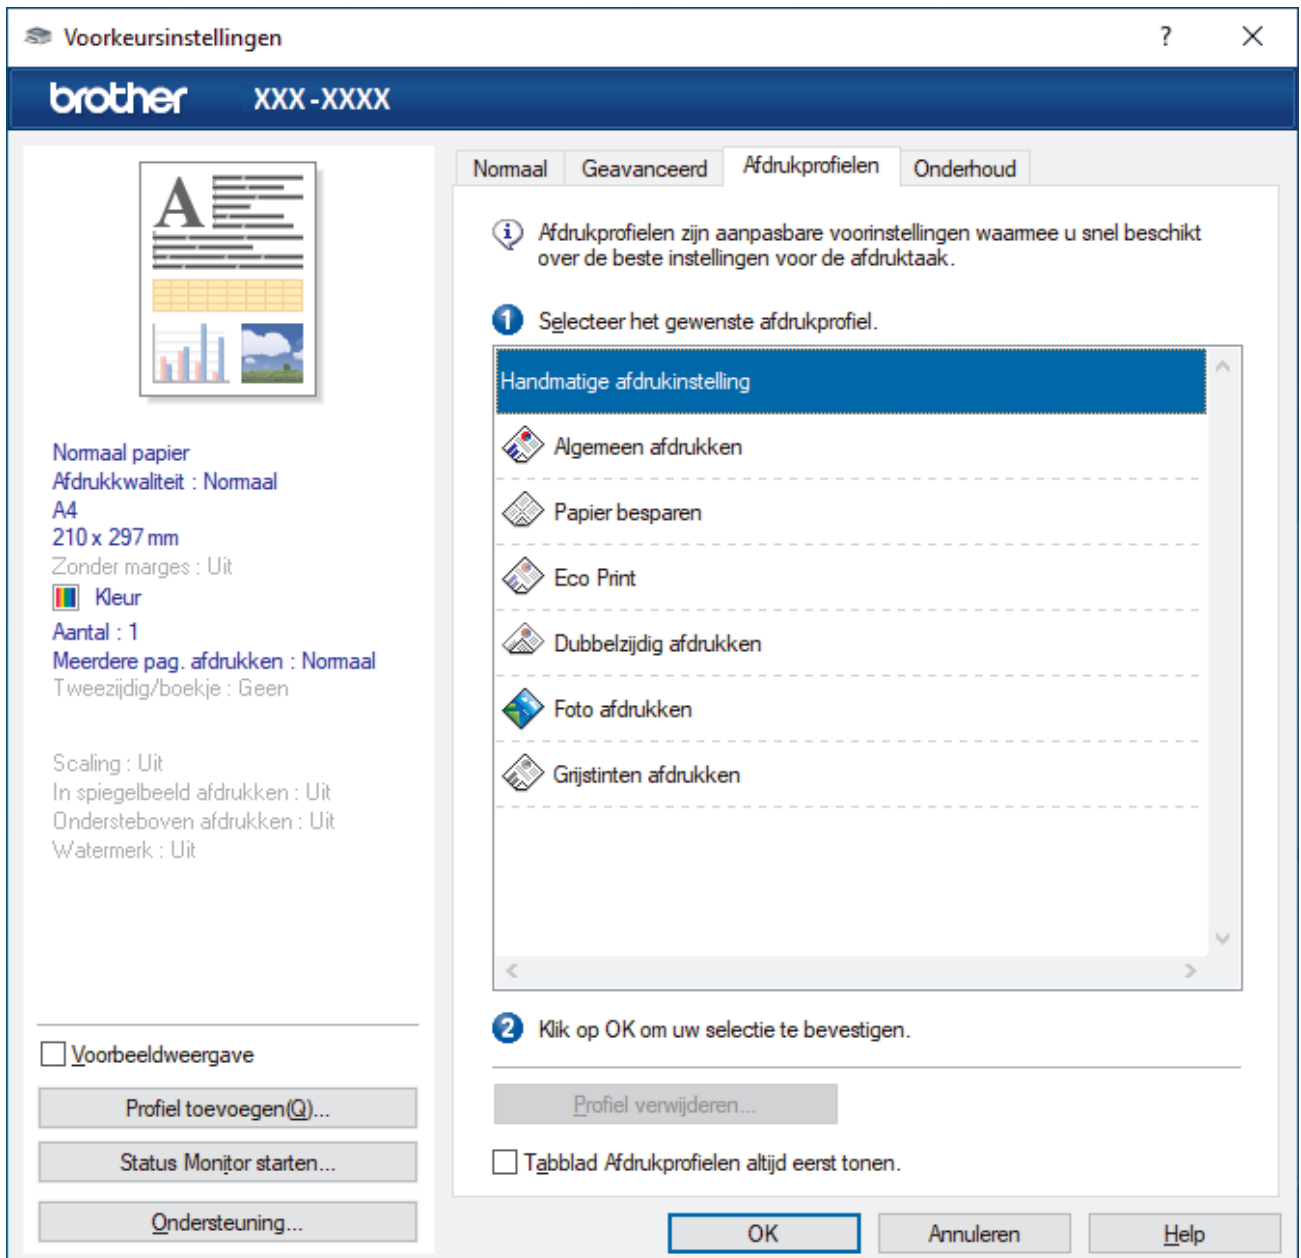 Voorkeursinstellingen
?
brother XXX-XXXX
A
Normaal papier
Afdrukkwaliteit : Normaal
A4
210 x 297 mm
Zonder marges : Uit
Kleur
Aantal : 1
Meerdere pag. afdrukken : Normaal
Tweezijdig/boekje : Geen
Scaling : Uit
In spiegelbeeld afdrukken : Uit
Ondersteboven afdrukken : Uit
Watermerk : Uit
Voorbeeldweergave
Profiel toevoegen(Q)...
Status Monitor starten...
Ondersteuning...
Normaal Geavanceerd Afdrukprofielen Onderhoud
Afdrukprofielen zijn aanpasbare voorinstellingen waarmee u snel beschikt
over de beste instellingen voor de afdruktaak.
1 Selecteer het gewenste afdrukprofiel.
Handmatige afdrukinstelling
Algemeen afdrukken
Papier besparen
Eco Print
Dubbelzijdig afdrukken
Foto afdrukken
Grijstinten afdrukken
2 Klik op OK om uw selectie te bevestigen.
Profiel verwijderen...
Tabblad Afdrukprofielen altijd eerst tonen.
OK Annuleren Help